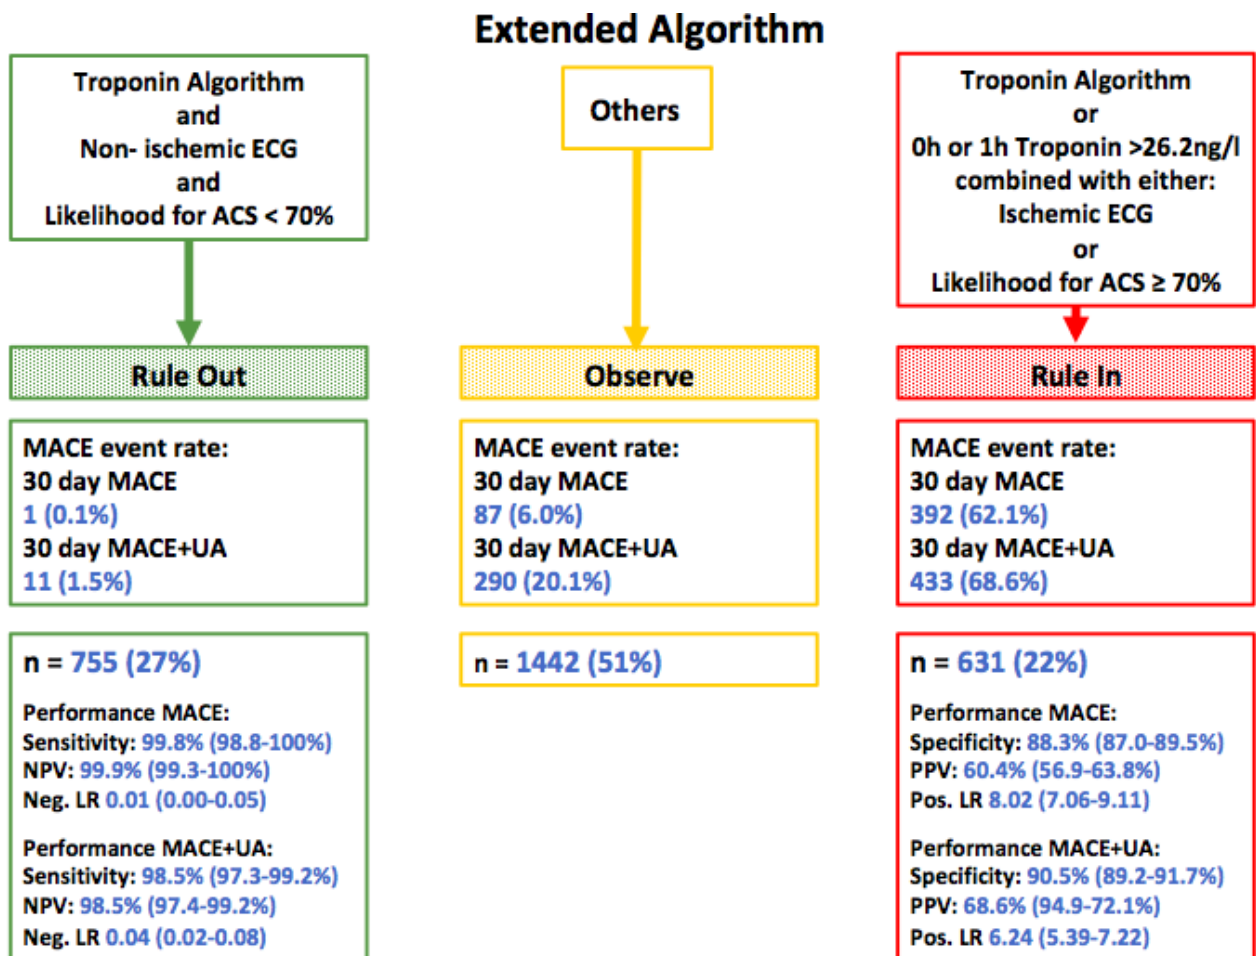 Extended Algorithm
Troponin Algorithm
and
Non- ischemic ECG
and
Likelihood for ACS < 70%
Others
Troponin Algorithm
or
0h or 1h Troponin >26.2ng/l
combined with either:
Ischemic ECG
or
Likelihood for ACS ≥ 70%
Rule Out
Observe
Rule In
MACE event rate:
30 day MACE
1 (0.1%)
30 day MACE+UA
11 (1.5%)
MACE event rate:
30 day MACE
87 (6.0%)
30 day MACE+UA
290 (20.1%)
MACE event rate:
30 day MACE
392 (62.1%)
30 day MACE+UA
433 (68.6%)
n = 755 (27%)
Performance MACE:
Sensitivity: 99.8% (98.8-100%)
NPV: 99.9% (99.3-100%)
Neg. LR 0.01 (0.00-0.05)
Performance MACE+UA:
Sensitivity: 98.5% (97.3-99.2%)
NPV: 98.5% (97.4-99.2%)
Neg. LR 0.04 (0.02-0.08)
n = 1442 (51%)
n = 631 (22%)
Performance MACE:
Specificity: 88.3% (87.0-89.5%)
PPV: 60.4% (56.9-63.8%)
Pos. LR 8.02 (7.06-9.11)
Performance MACE+UA:
Specificity: 90.5% (89.2-91.7%)
PPV: 68.6% (94.9-72.1%)
Pos. LR 6.24 (5.39-7.22)